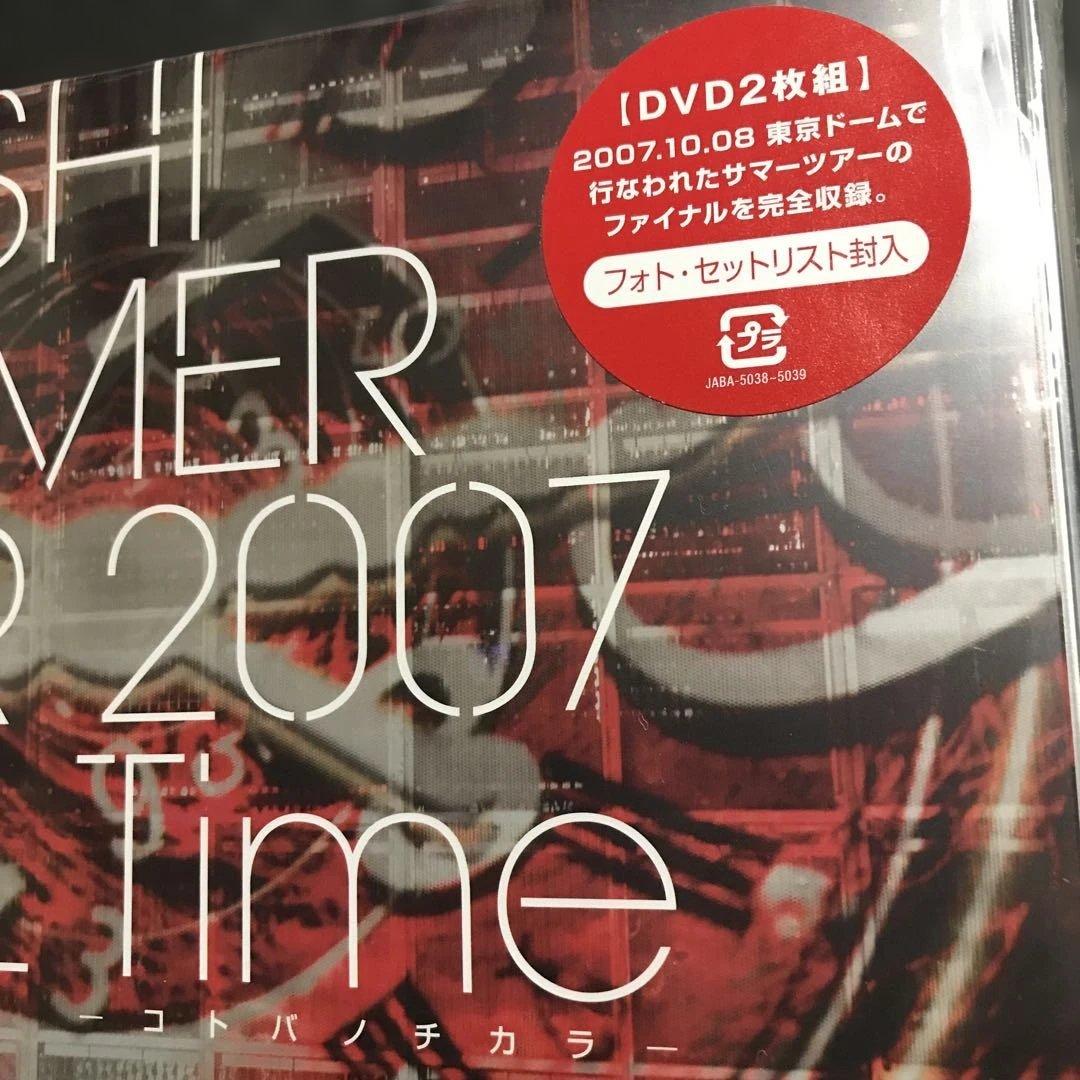 SHI
MER
R 2007
Time
－コトバノチカラ－
【DVD2枚組】
2007.10.08 東京ドームで
行なわれたサマーツアーの
ファイナルを完全収録。
フォト・セットリスト封入
プラ
JABA-5038~5039
9 3
3